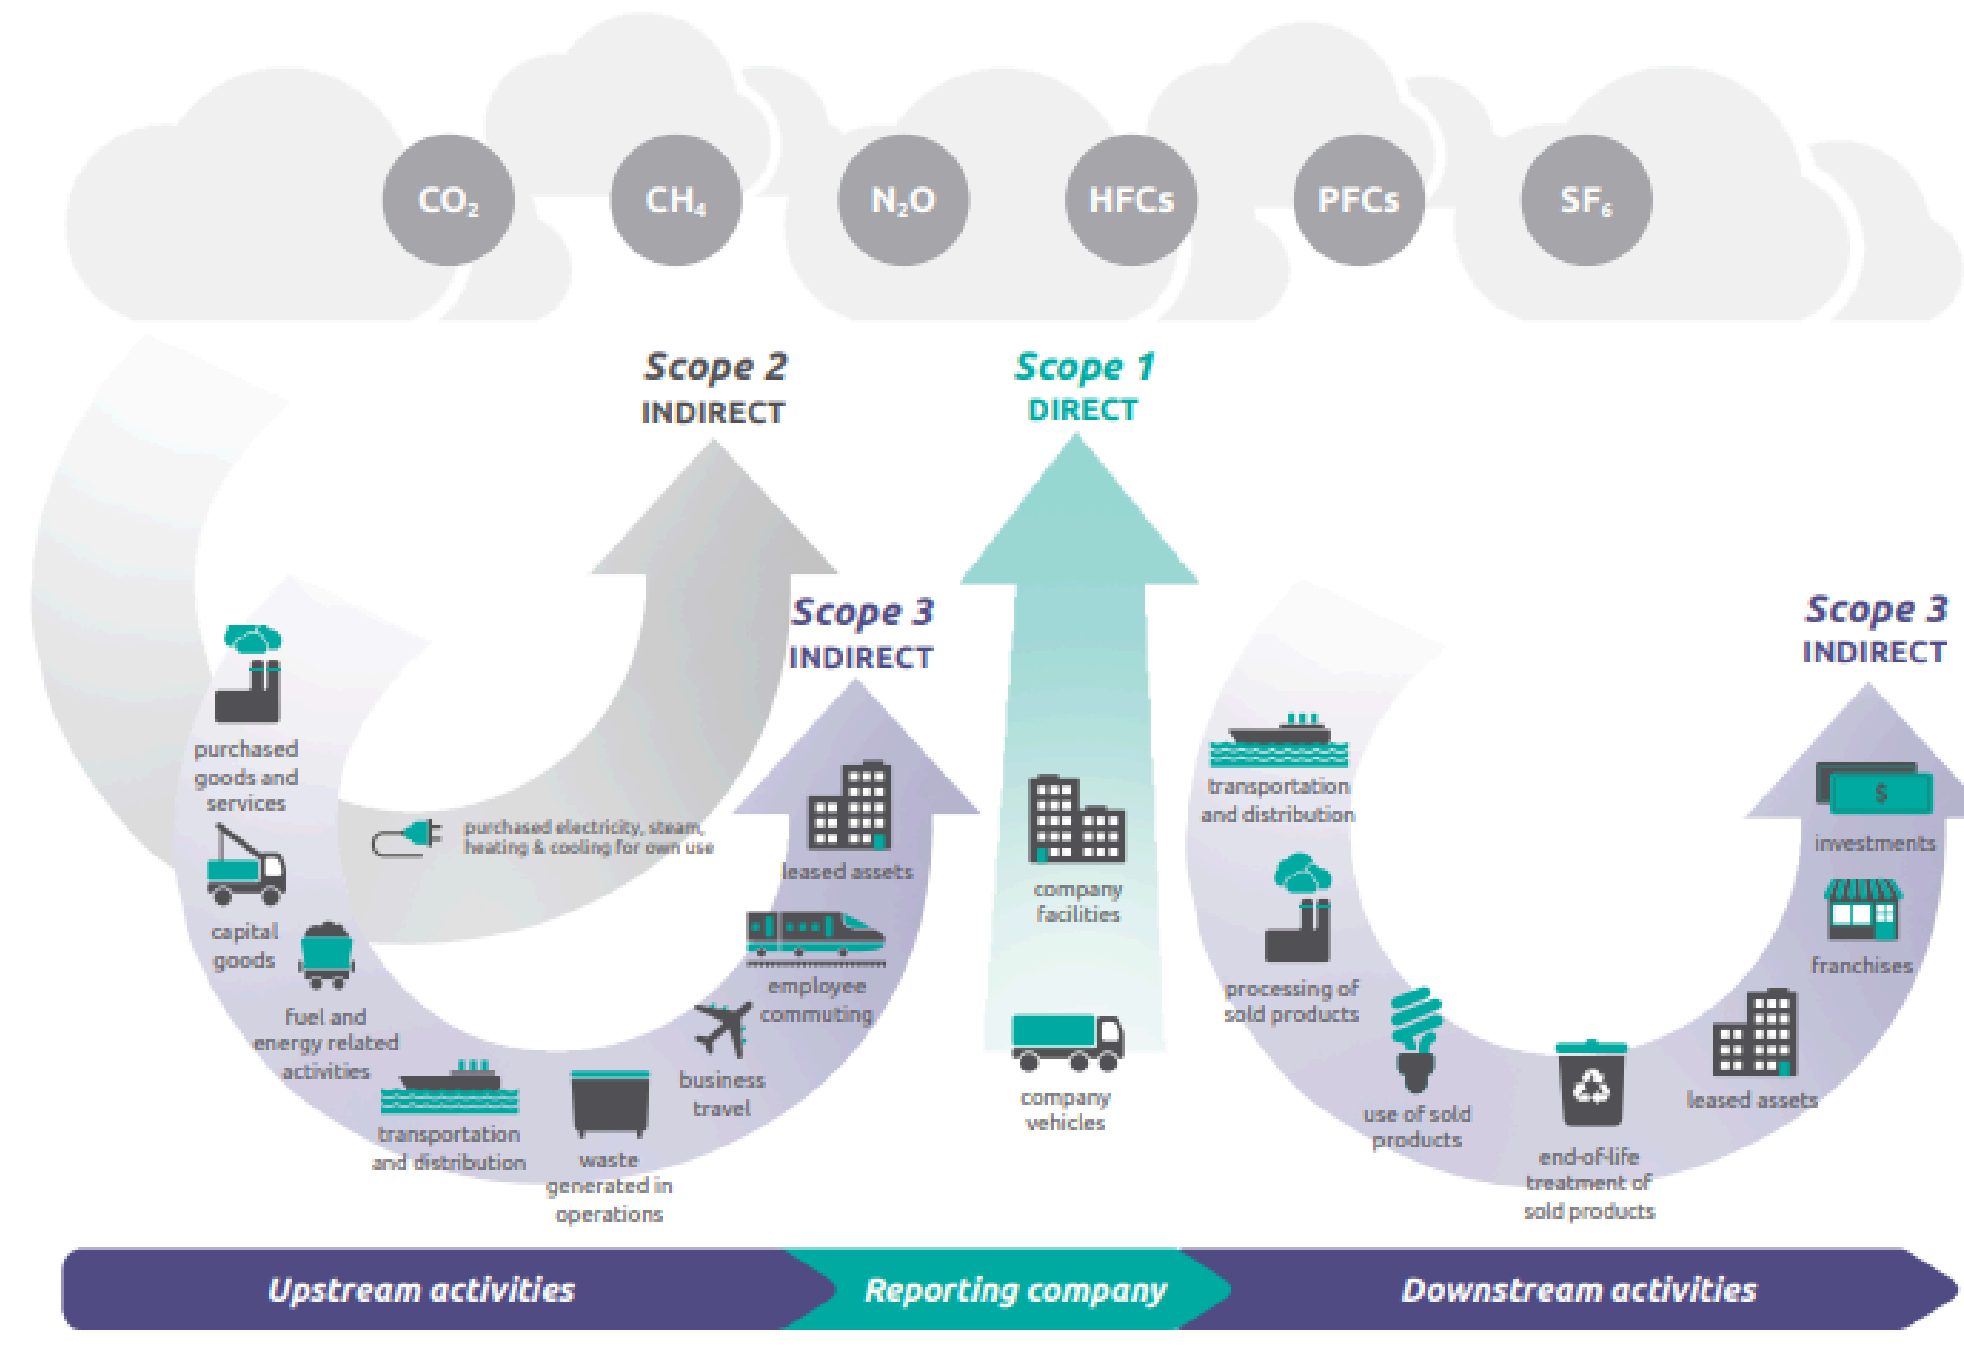 CO₂
CH₄
N₂O
HFCs
PFCs
SF₆
Scope 2
INDIRECT
Scope 1
DIRECT
Scope 3
INDIRECT
Scope 3
INDIRECT
purchased
goods and
services
capital
goods
fuel and
energy related
activities
purchased electricity, steam,
heating & cooling for own use
transportation
and distribution
waste
generated in
operations
business
travel
employee
commuting
leased assets
company
facilities
company
vehicles
transportation
and distribution
processing of
sold products
use of sold
products
end-of-life
treatment of
sold products
leased assets
franchises
$
investments
Upstream activities
Reporting company
Downstream activities